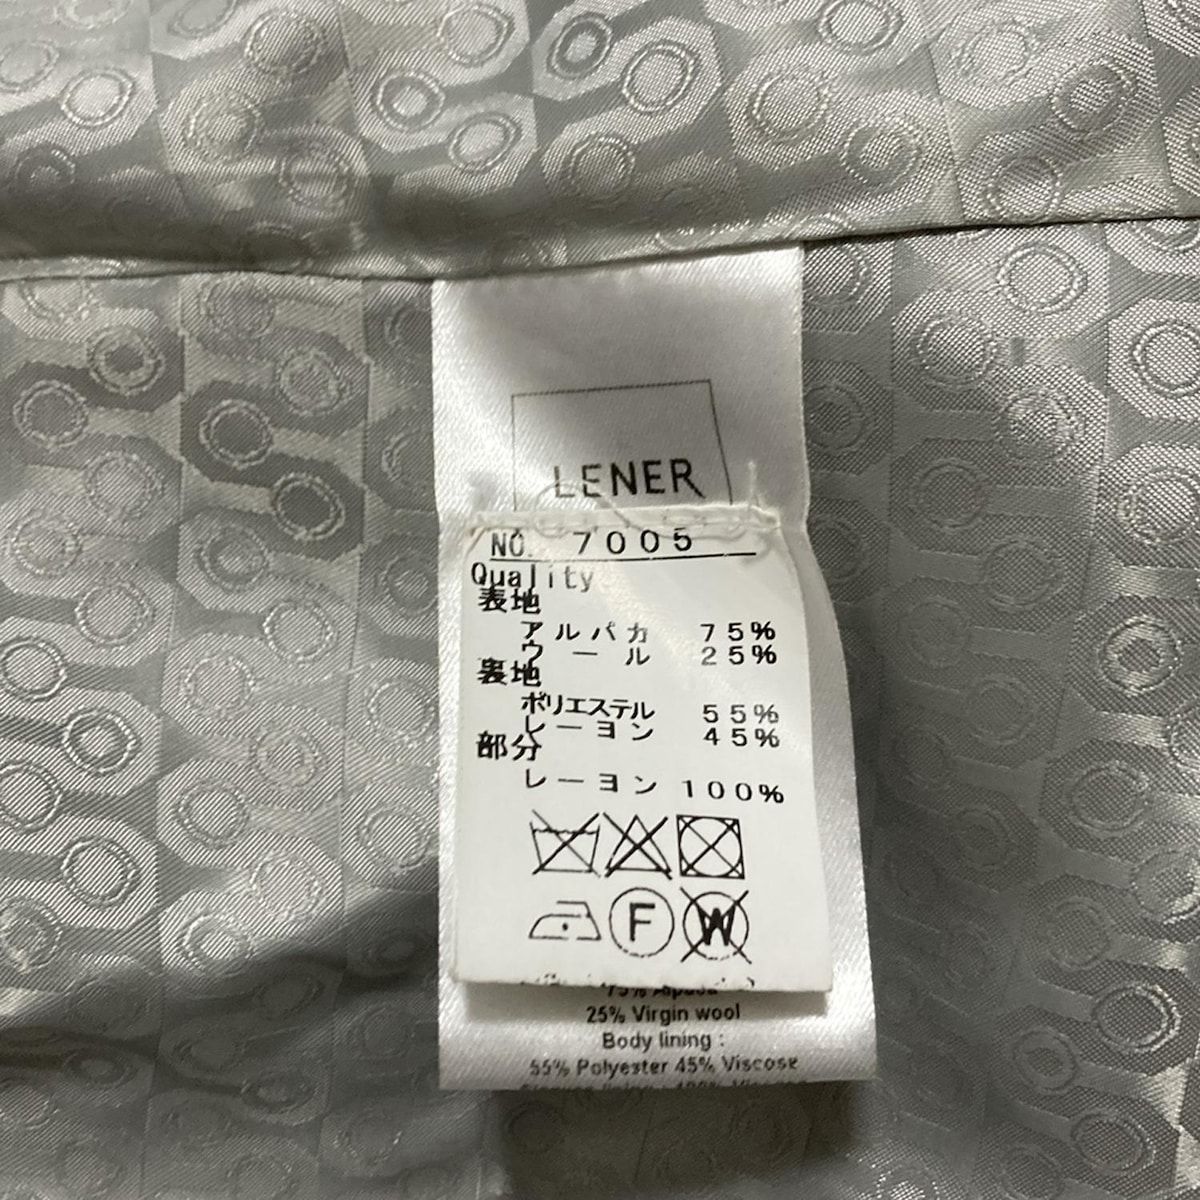 LENER
NO. 7005
Quality
表地
アルパカ 75%
ウール 25%
裏地
ポリエステル 55%
レーヨン 45%
部分
レーヨン 100%
F
W
75% Alpaca
25% Virgin wool
Body lining :
55% Polyester 45% Viscose